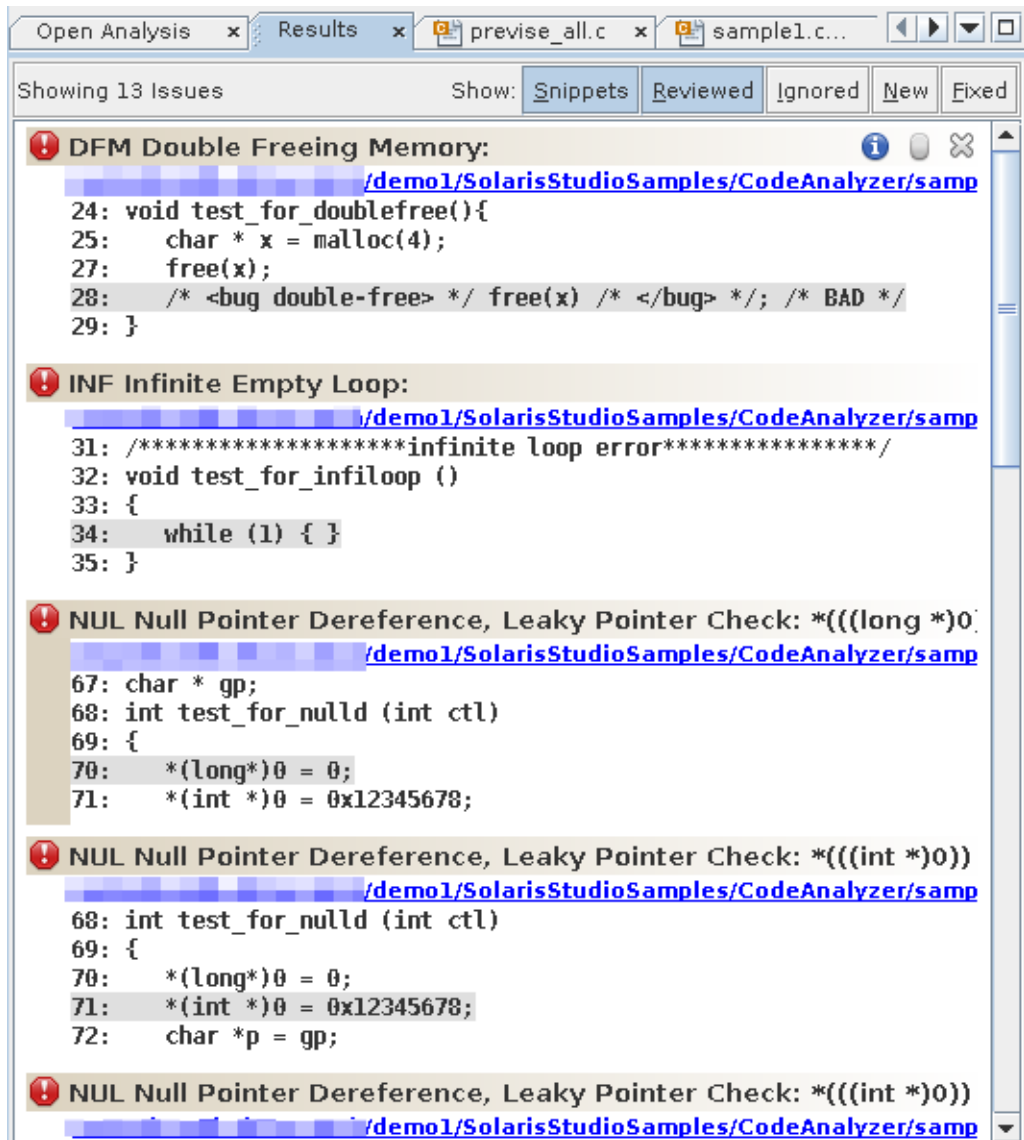 Open Analysis x Results x previse_all.c x sample1.c...
Showing 13 Issues Show: Snippets Reviewed Ignored New Fixed
DFM Double Freeing Memory:
/demo1/SolarisStudioSamples/CodeAnalyzer/samp
24: void test_for_doublefree(){
25: char * x = malloc(4);
27: free(x);
28: /* <bug double-free> */ free(x) /* </bug> */; /* BAD */
29: }
INF Infinite Empty Loop:
/demo1/SolarisStudioSamples/CodeAnalyzer/samp
31: /********************infinite loop error****************/
32: void test_for_infiloop ()
33: {
34: while (1) { }
35: }
NUL Null Pointer Dereference, Leaky Pointer Check: *(((long *)0)
/demo1/SolarisStudioSamples/CodeAnalyzer/samp
67: char * gp;
68: int test_for_nulld (int ctl)
69: {
70: *(long*)0 = 0;
71: *(int *)0 = 0x12345678;
NUL Null Pointer Dereference, Leaky Pointer Check: *(((int *)0))
/demo1/SolarisStudioSamples/CodeAnalyzer/samp
68: int test_for_nulld (int ctl)
69: {
70: *(long*)0 = 0;
71: *(int *)0 = 0x12345678;
72: char *p = gp;
NUL Null Pointer Dereference, Leaky Pointer Check: *(((int *)0))
/demo1/SolarisStudioSamples/CodeAnalyzer/samp